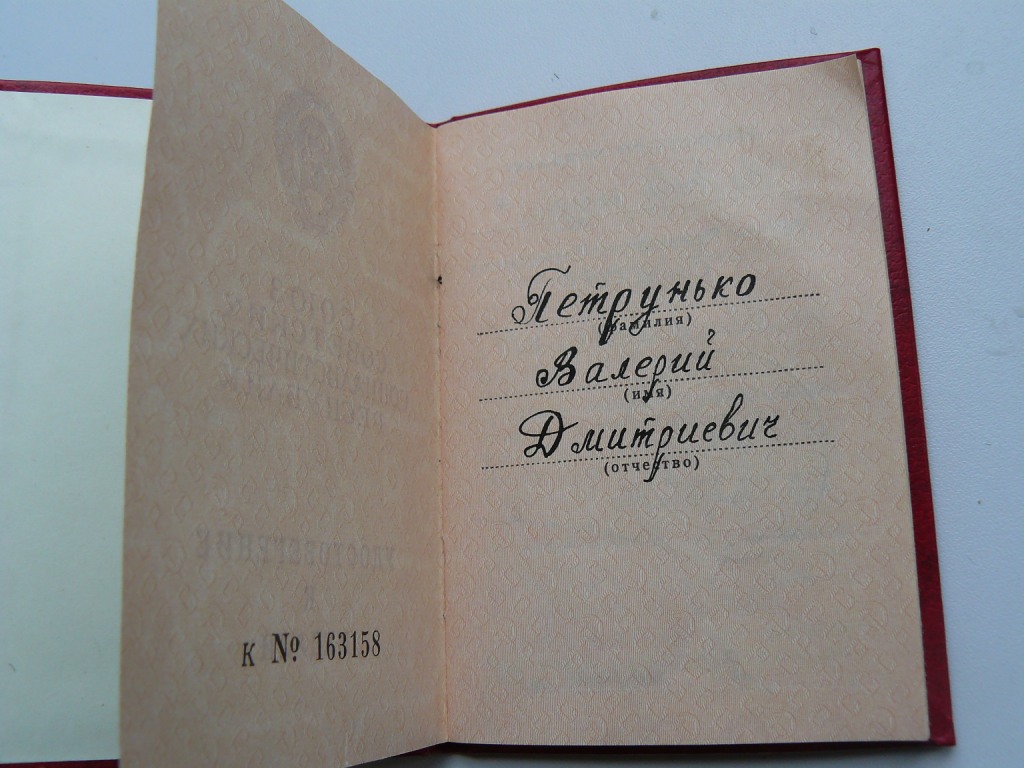 к № 163158
Петрунько
(фамилия)
Валерий
(имя)
Дмитриевич
(отчество)